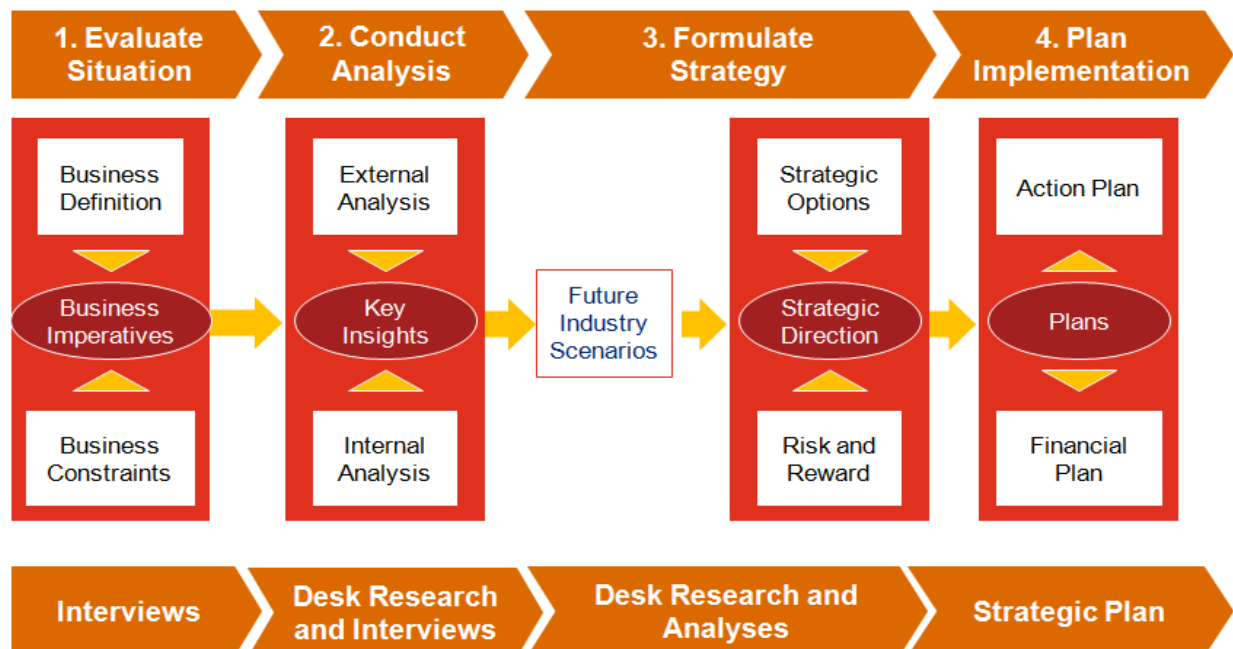 1. Evaluate
Situation
2. Conduct
Analysis
3. Formulate
Strategy
4. Plan
Implementation
Business
Definition
Business
Imperatives
Business
Constraints
External
Analysis
Key
Insights
Internal
Analysis
Future
Industry
Scenarios
Strategic
Options
Strategic
Direction
Risk and
Reward
Action Plan
Plans
Financial
Plan
Interviews
Desk Research
and Interviews
Desk Research and
Analyses
Strategic Plan